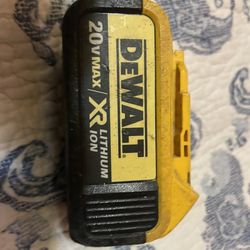 DEWALT
20V MAX / XR LITHIUM
ION